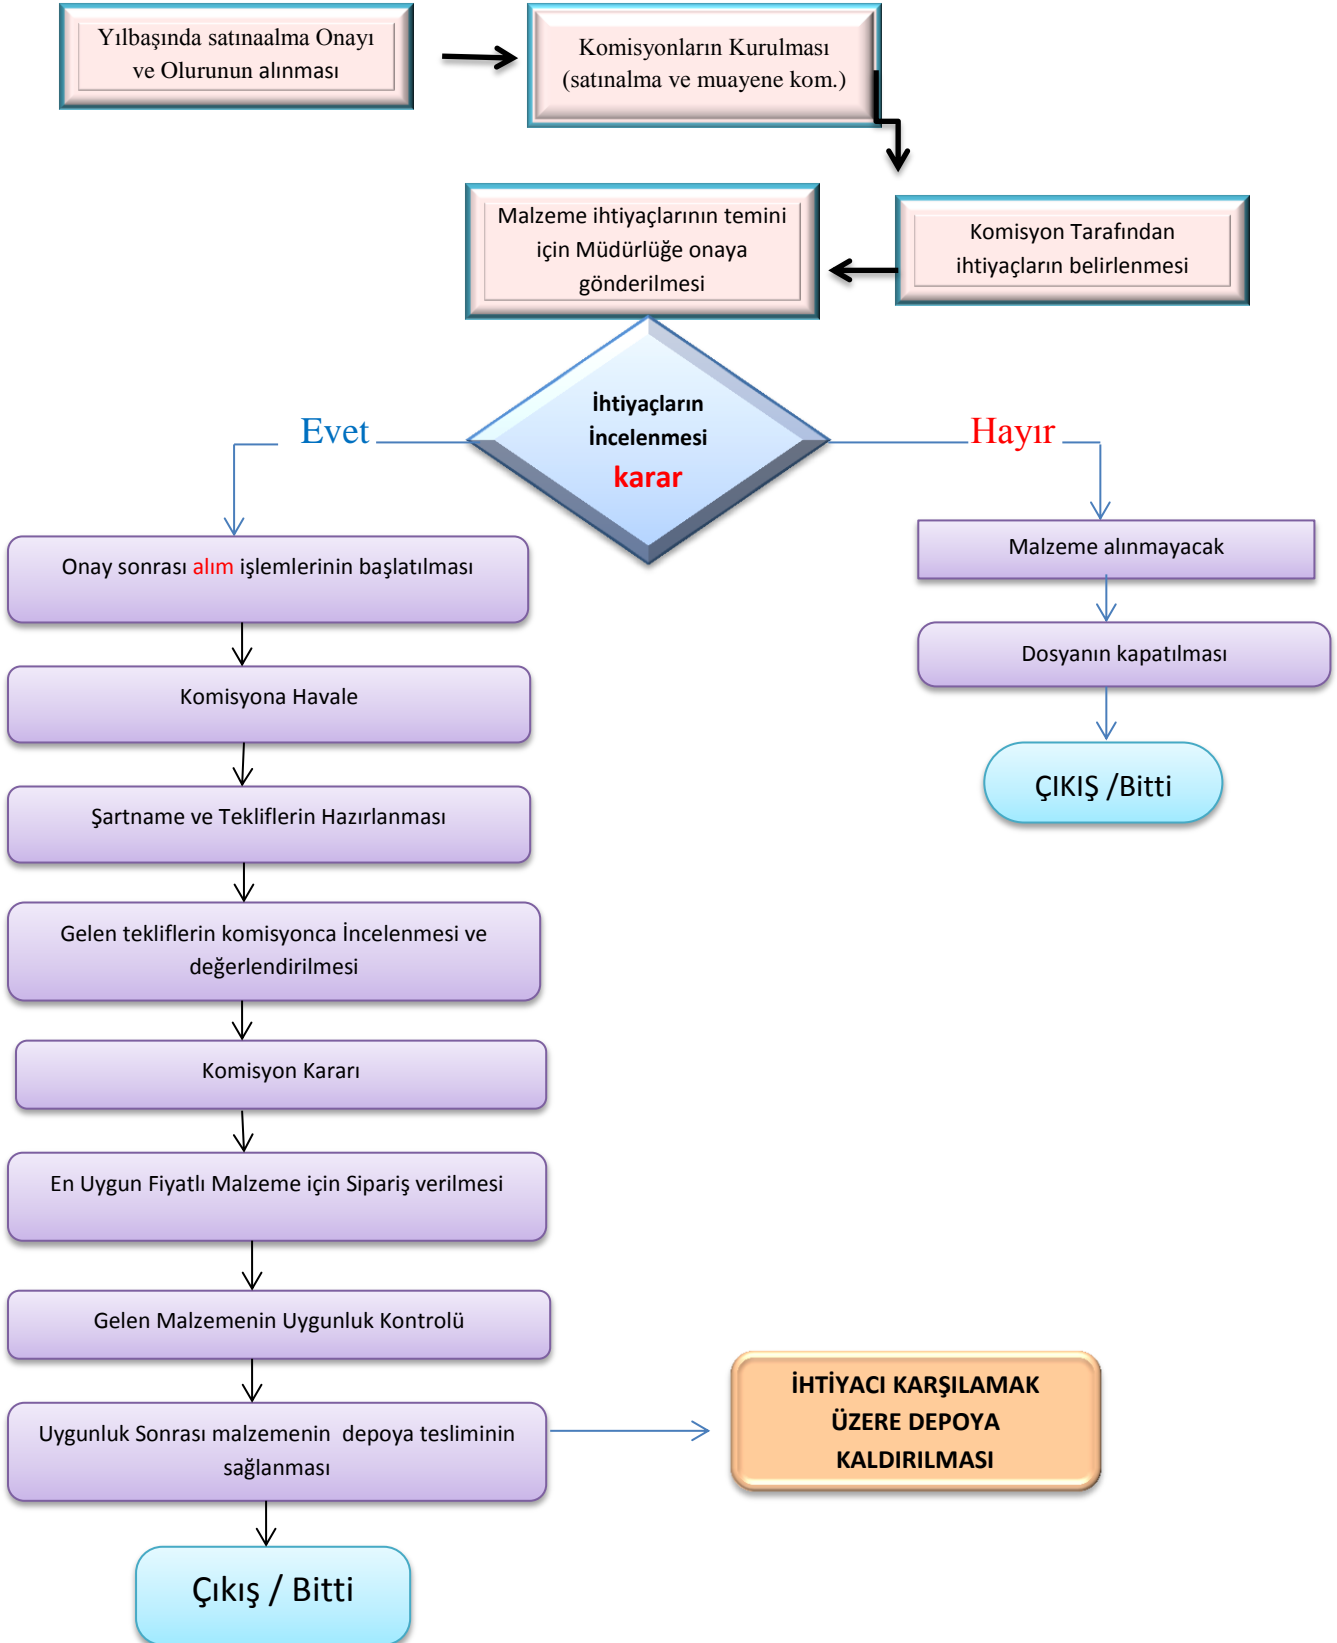 Yılbaşında satınaalma Onayı
ve Olurunun alınması
Komisyonların Kurulması
(satınalma ve muayene kom.)
Malzeme ihtiyaçlarının temini
için Müdürlüğe onaya
gönderilmesi
Komisyon Tarafından
ihtiyaçların belirlenmesi
İhtiyaçların
İncelenmesi
karar
Evet
Hayır
Onay sonrası alım işlemlerinin başlatılması
Malzeme alınmayacak
Dosyanın kapatılması
Komisyona Havale
ÇIKIŞ /Bitti
Şartname ve Tekliflerin Hazırlanması
Gelen tekliflerin komisyonca İncelenmesi ve
değerlendirilmesi
Komisyon Kararı
En Uygun Fiyatlı Malzeme için Sipariş verilmesi
Gelen Malzemenin Uygunluk Kontrolü
Uygunluk Sonrası malzemenin  depoya tesliminin
sağlanması
İHTİYACI KARŞILAMAK
ÜZERE DEPOYA
KALDIRILMASI
Çıkış / Bitti